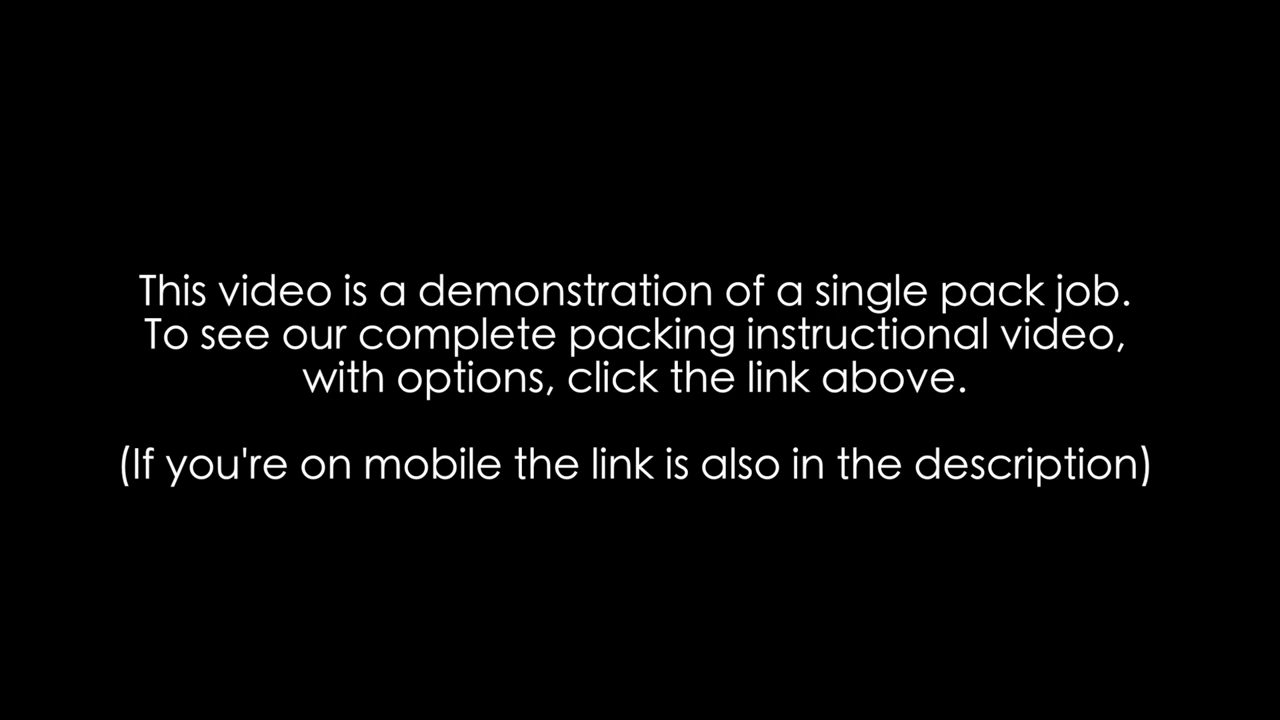 This video is a demonstration of a single pack job.
To see our complete packing instructional video,
with options, click the link above.
(If you're on mobile the link is also in the description)